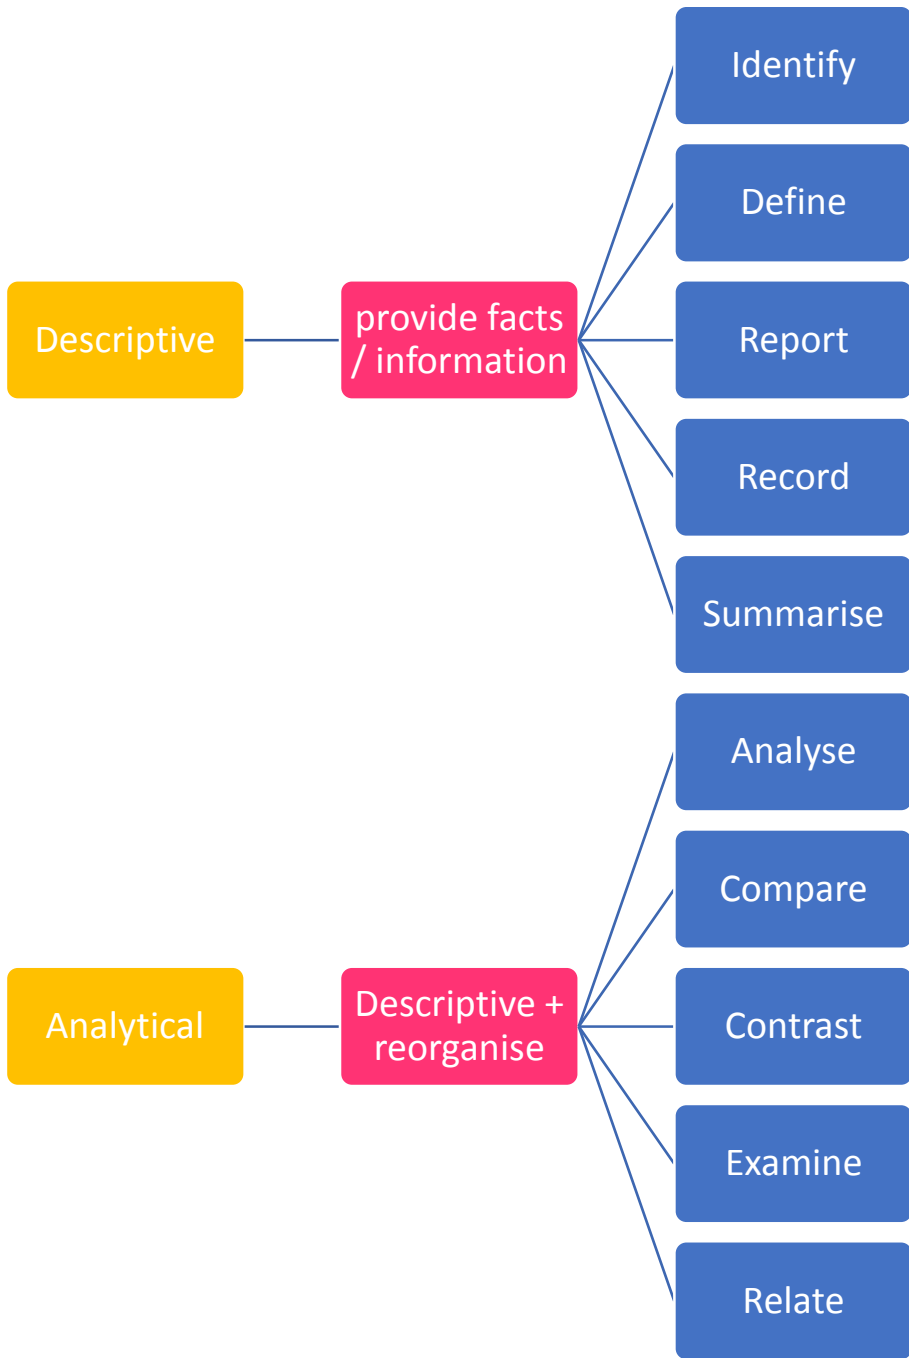 Descriptive
provide facts
/ information
Identify
Define
Report
Record
Summarise
Analytical
Descriptive +
reorganise
Analyse
Compare
Contrast
Examine
Relate